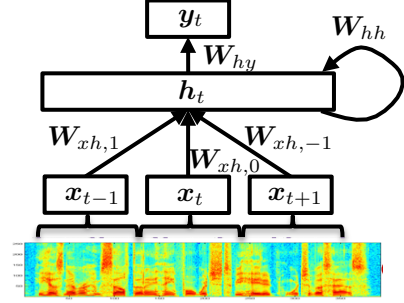 y_t
W_hy
W_hh
h_t
W_xh,1
W_xh,0
W_xh,−1
x_t−1
x_t
x_t+1